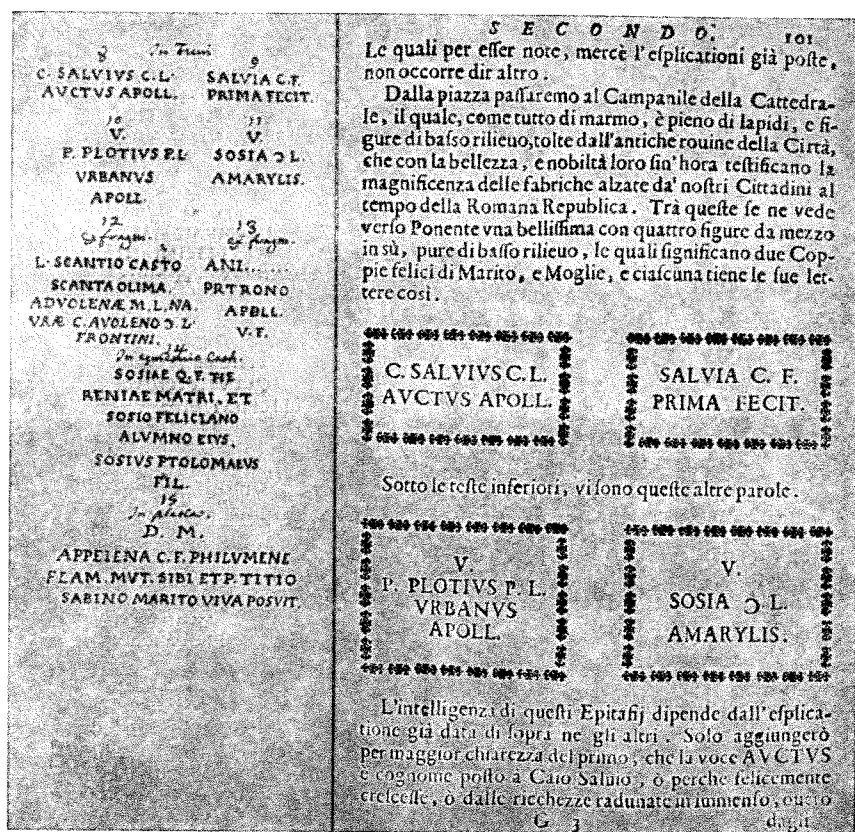 8 In Turri 9
C. SALVIVS C.L. SALVIA C.F.
AVCTVS APOLL. PRIMA FECIT.
10 11
V. V.
P. PLOTIVS P.L SOSIA Ɔ L.
VRBANVS AMARYLIS.
APOLL.
12 13
L. SCANTIO CASTO ANI.......
SCANTA OLIMA, PRTRONO
ADVOLENÆ M.L.NA. APBLL.
VRÆ C. AVOLENO Ɔ. L' V.F.
FRONTINI.
14
SOSIAE Q.F. THE
RENIAE MATRI, ET
SOSIO FELICIANO
ALVMNO EIVS,
SOSIVS PTOLOMAEVS
FIL.
15
In
D. M.
APPEIENA C.F. PHILVMENE
FLAM. MVT. SIBI ET P. TITIO
SABINO MARITO VIVA POSVIT.
SECONDO. 101
Le quali per eſſer note, mercè l'eſplicationi già poſte,
non occorre dir altro.
Dalla piazza paſſaremo al Campanile della Cattedra-
le, il quale, come tutto di marmo, è pieno di lapidi, e fi-
gure di baſso rilieuo, tolte dall'antiche rouine della Città,
che con la bellezza, e nobiltà loro ſin' hora teſtificano la
magnificenza delle fabriche alzate da' noſtri Cittadini al
tempo della Romana Republica. Trà queſte ſe ne vede
verſo Ponente vna belliſſima con quattro figure da mezzo
in sù, pure di baſſo rilieuo, le quali ſignificano due Cop-
pie felici di Marito, e Moglie, e ciaſcuna tiene le ſue let-
tere così.
C. SALVIVS C. L. SALVIA C. F.
AVCTVS APOLL. PRIMA FECIT.
Sotto le teſte inferiori, vi ſono queſte altre parole.
V. V.
P. PLOTIVS P. L. SOSIA Ɔ L.
VRBANVS AMARYLIS.
APOLL.
L'intelligenza di queſti Epitafij dipende dall'eſplica-
tione già data di ſopra ne gli altri. Solo aggiungerò
per maggior chiarezza del primo, che la voce AVCTVS
è cognome poſto à Caio Saluio, ò perche felicemente
creſceſſe, ò dalle ricchezze radunate in immenſo,
G 3